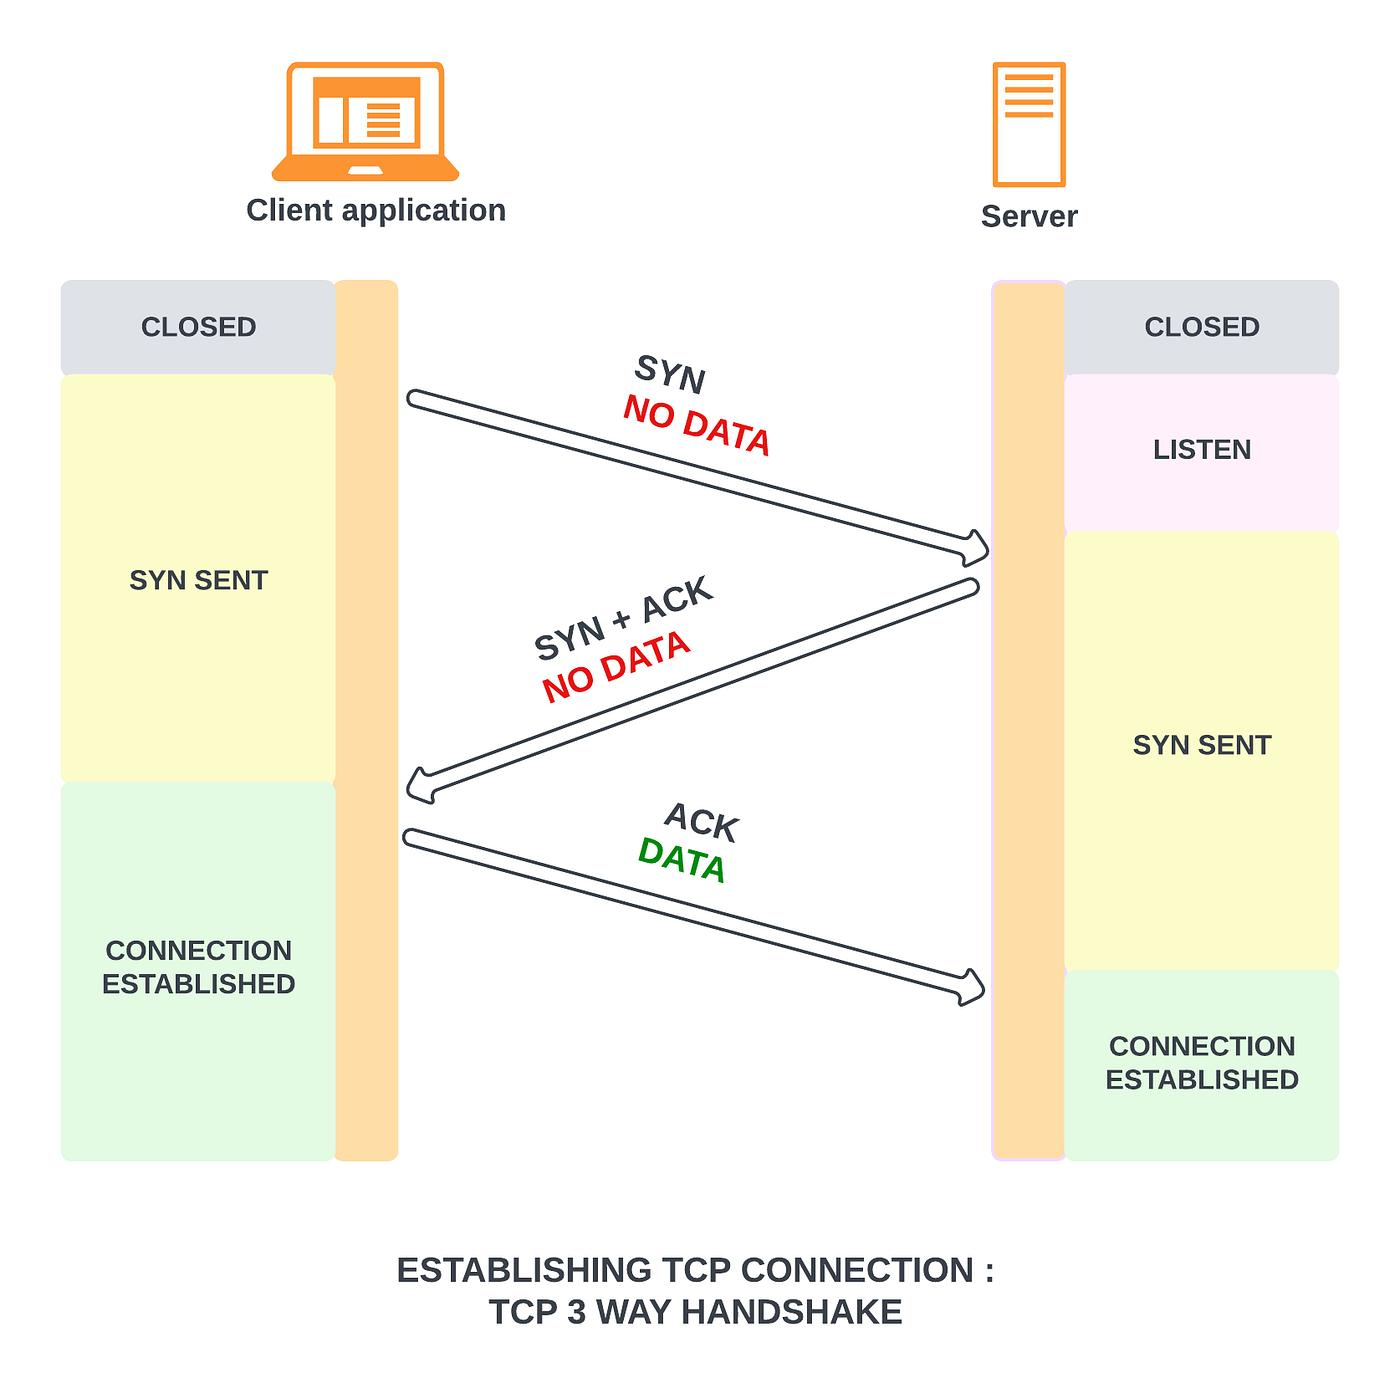 Client application
Server
CLOSED
CLOSED
SYN
NO DATA
LISTEN
SYN SENT
SYN + ACK
NO DATA
SYN SENT
ACK
DATA
CONNECTION
ESTABLISHED
CONNECTION
ESTABLISHED
ESTABLISHING TCP CONNECTION :
TCP 3 WAY HANDSHAKE